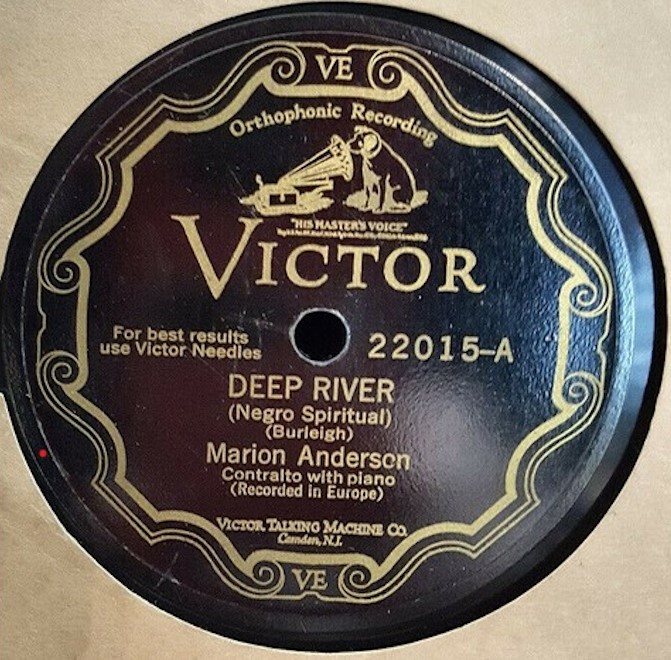 VE
Orthophonic Recording
"HIS MASTER'S VOICE"
VICTOR
For best results
use Victor Needles
22015-A
DEEP RIVER
(Negro Spiritual)
(Burleigh)
Marion Anderson
Contralto with piano
(Recorded in Europe)
VICTOR TALKING MACHINE CO.
Camden, N.J.
VE